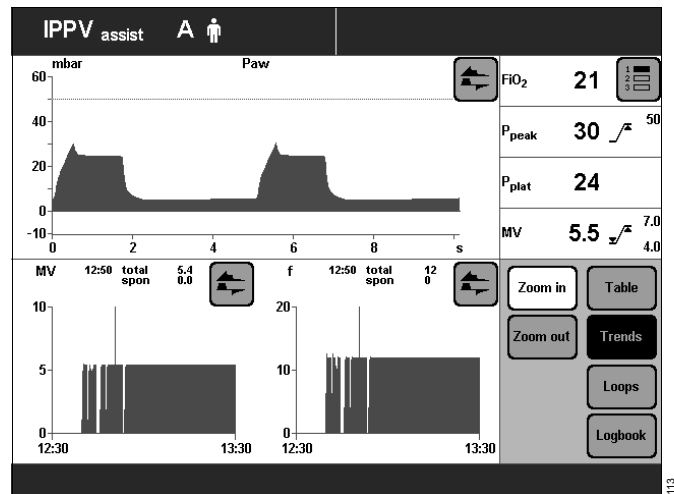 IPPV assist A
mbar Paw
60
40
20
0
-10
0 2 4 6 8 s
FiO2 21 1 2 3
Ppeak 30 50
Pplat 24
MV 5.5 7.0 4.0
MV 12:50 total 5.4
spon 0.0
10
5
0
12:30 13:30
f 12:50 total 12
spon 0
20
10
0
12:30 13:30
Zoom in Table
Zoom out Trends
Loops
Logbook
113